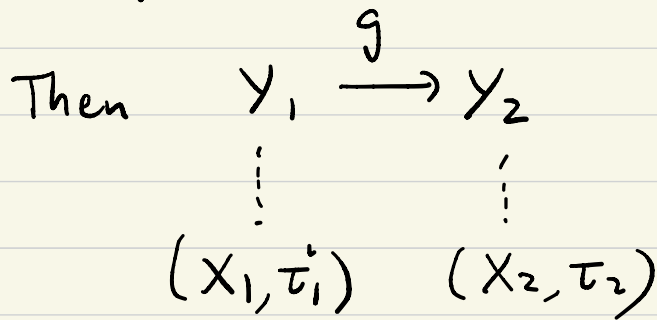 g
Then Y₁ → Y₂
(X₁, τ₁) (X₂, τ₂)